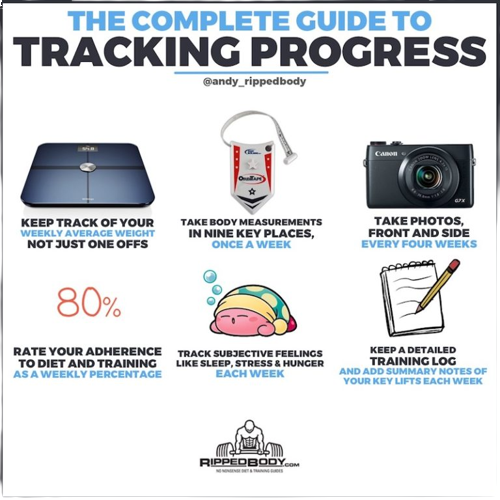 THE COMPLETE GUIDE TO
TRACKING PROGRESS
@andy_rippedbody
KEEP TRACK OF YOUR
WEEKLY AVERAGE WEIGHT
NOT JUST ONE OFFS
TAKE BODY MEASUREMENTS
IN NINE KEY PLACES,
ONCE A WEEK
Canon
TAKE PHOTOS,
FRONT AND SIDE
EVERY FOUR WEEKS
80%
RATE YOUR ADHERENCE
TO DIET AND TRAINING
AS A WEEKLY PERCENTAGE
TRACK SUBJECTIVE FEELINGS
LIKE SLEEP, STRESS & HUNGER
EACH WEEK
KEEP A DETAILED
TRAINING LOG
AND ADD SUMMARY NOTES OF
YOUR KEY LIFTS EACH WEEK
RIPPEDBODY.COM
NO NONSENSE DIET & TRAINING GUIDES